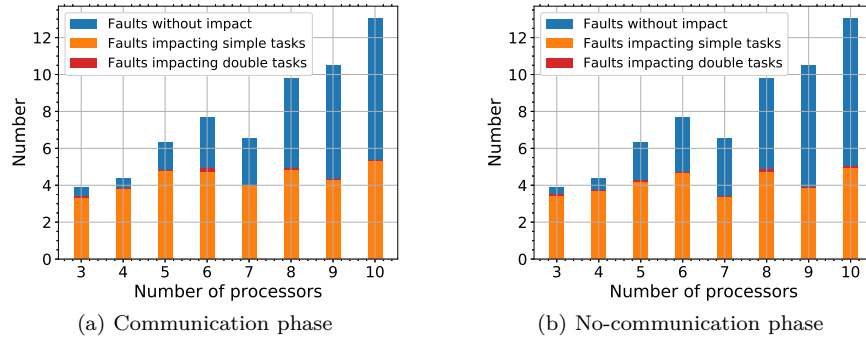 Faults without impact
Faults impacting simple tasks
Faults impacting double tasks
Number
12
10
8
6
4
2
0
3 4 5 6 7 8 9 10
Number of processors
(a) Communication phase
Faults without impact
Faults impacting simple tasks
Faults impacting double tasks
Number
12
10
8
6
4
2
0
3 4 5 6 7 8 9 10
Number of processors
(b) No-communication phase